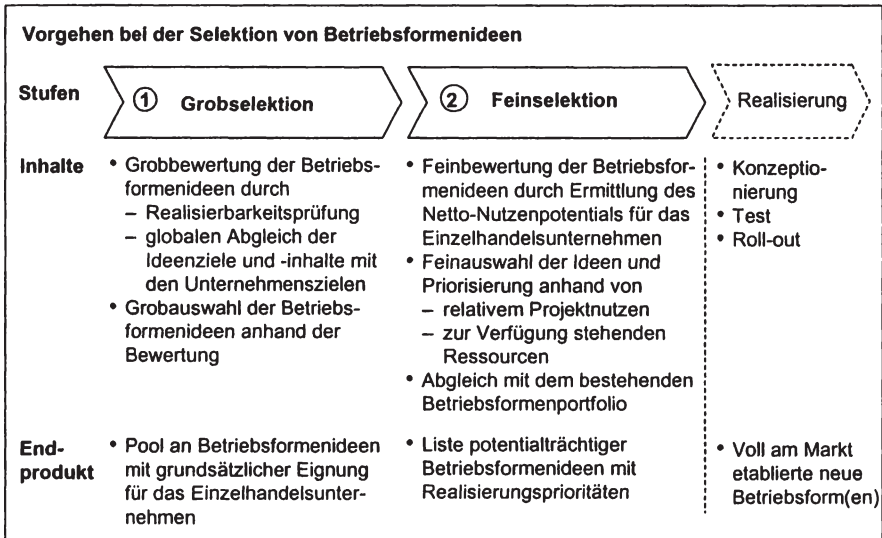 Vorgehen bei der Selektion von Betriebsformenideen
Stufen
① Grobselektion
② Feinselektion
Realisierung
Inhalte
• Grobbewertung der Betriebs-
formenideen durch
– Realisierbarkeitsprüfung
– globalen Abgleich der
Ideenziele und -inhalte mit
den Unternehmenszielen
• Grobauswahl der Betriebs-
formenideen anhand der
Bewertung
• Feinbewertung der Betriebsfor-
menideen durch Ermittlung des
Netto-Nutzenpotentials für das
Einzelhandelsunternehmen
• Feinauswahl der Ideen und
Priorisierung anhand von
– relativem Projektnutzen
– zur Verfügung stehenden
Ressourcen
• Abgleich mit dem bestehenden
Betriebsformenportfolio
• Konzeptio-
nierung
• Test
• Roll-out
End-
produkt
• Pool an Betriebsformenideen
mit grundsätzlicher Eignung
für das Einzelhandelsunter-
nehmen
• Liste potentialträchtiger
Betriebsformenideen mit
Realisierungsprioritäten
• Voll am Markt
etablierte neue
Betriebsform(en)